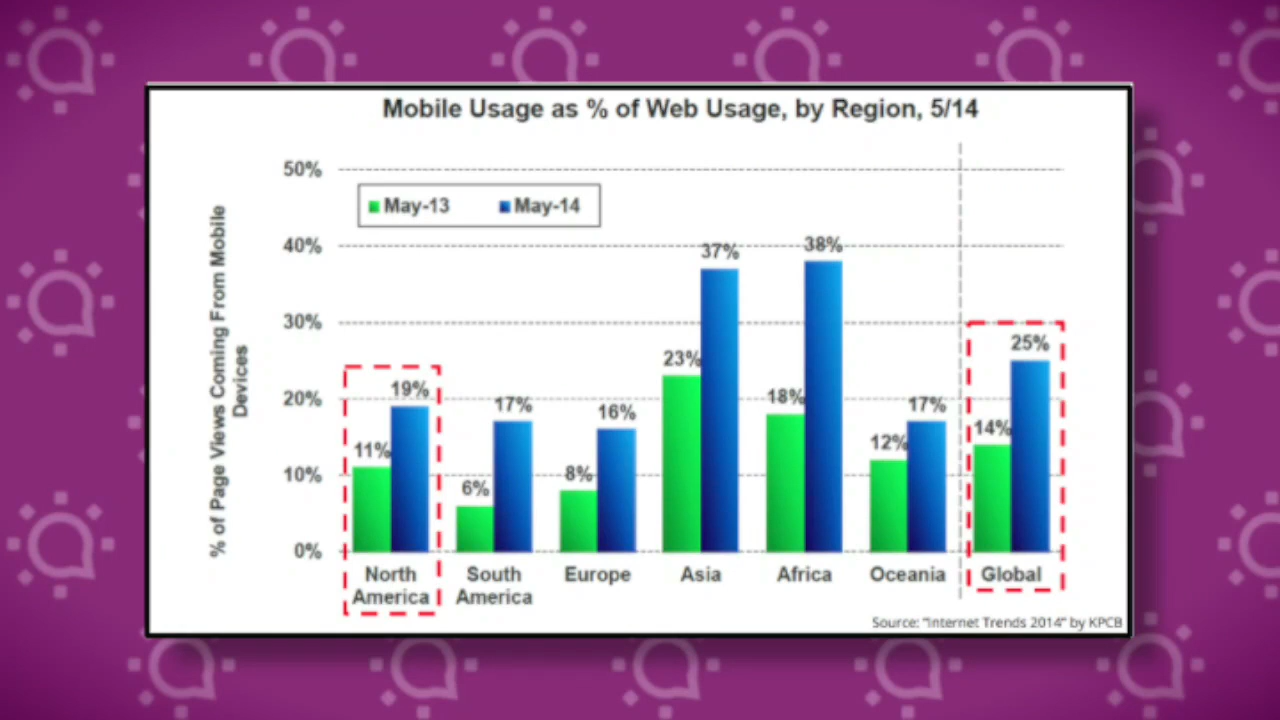 Mobile Usage as % of Web Usage, by Region, 5/14
% of Page Views Coming From Mobile
Devices
50%
40%
30%
20%
10%
0%
May-13
May-14
11%
19%
6%
17%
8%
16%
23%
37%
18%
38%
12%
17%
14%
25%
North
America
South
America
Europe
Asia
Africa
Oceania
Global
Source: "Internet Trends 2014" by KPCB